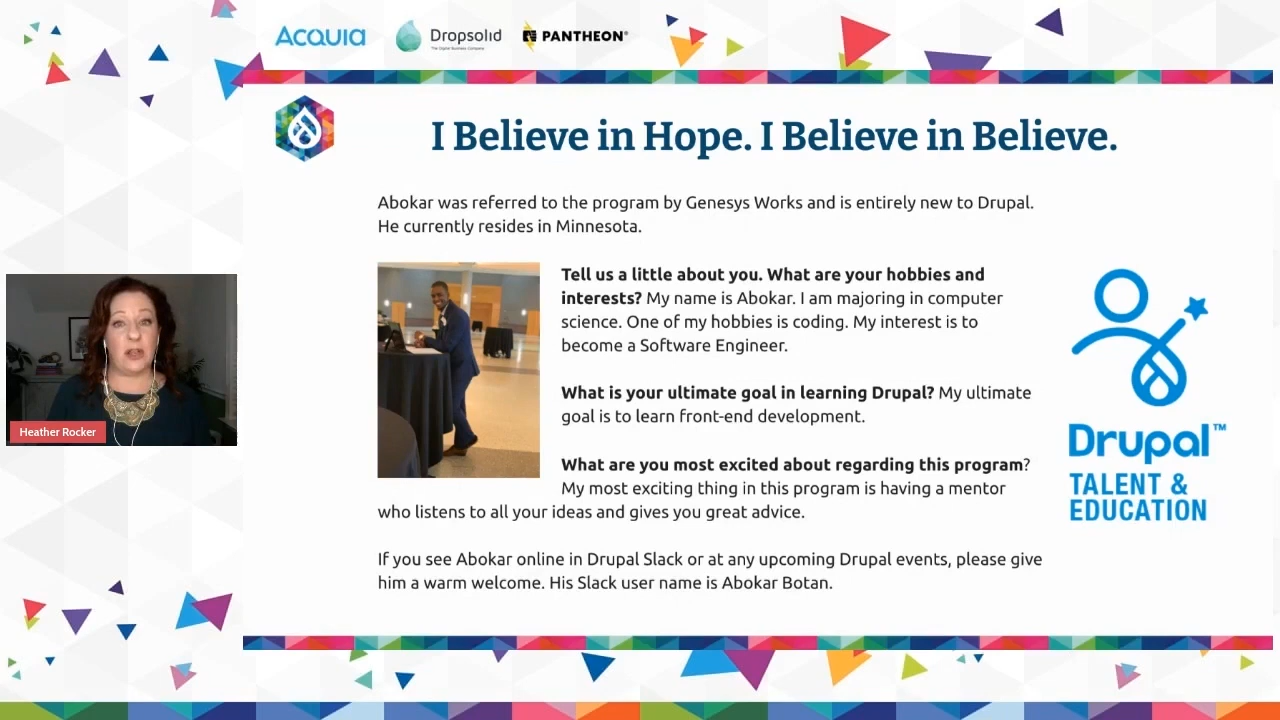 Acquia
Dropsolid
The Digital Business Company
PANTHEON®
I Believe in Hope. I Believe in Believe.
Abokar was referred to the program by Genesys Works and is entirely new to Drupal.
He currently resides in Minnesota.
Tell us a little about you. What are your hobbies and
interests? My name is Abokar. I am majoring in computer
science. One of my hobbies is coding. My interest is to
become a Software Engineer.
What is your ultimate goal in learning Drupal? My ultimate
goal is to learn front-end development.
What are you most excited about regarding this program?
My most exciting thing in this program is having a mentor
who listens to all your ideas and gives you great advice.
If you see Abokar online in Drupal Slack or at any upcoming Drupal events, please give
him a warm welcome. His Slack user name is Abokar Botan.
Drupal™
TALENT &
EDUCATION
Heather Rocker